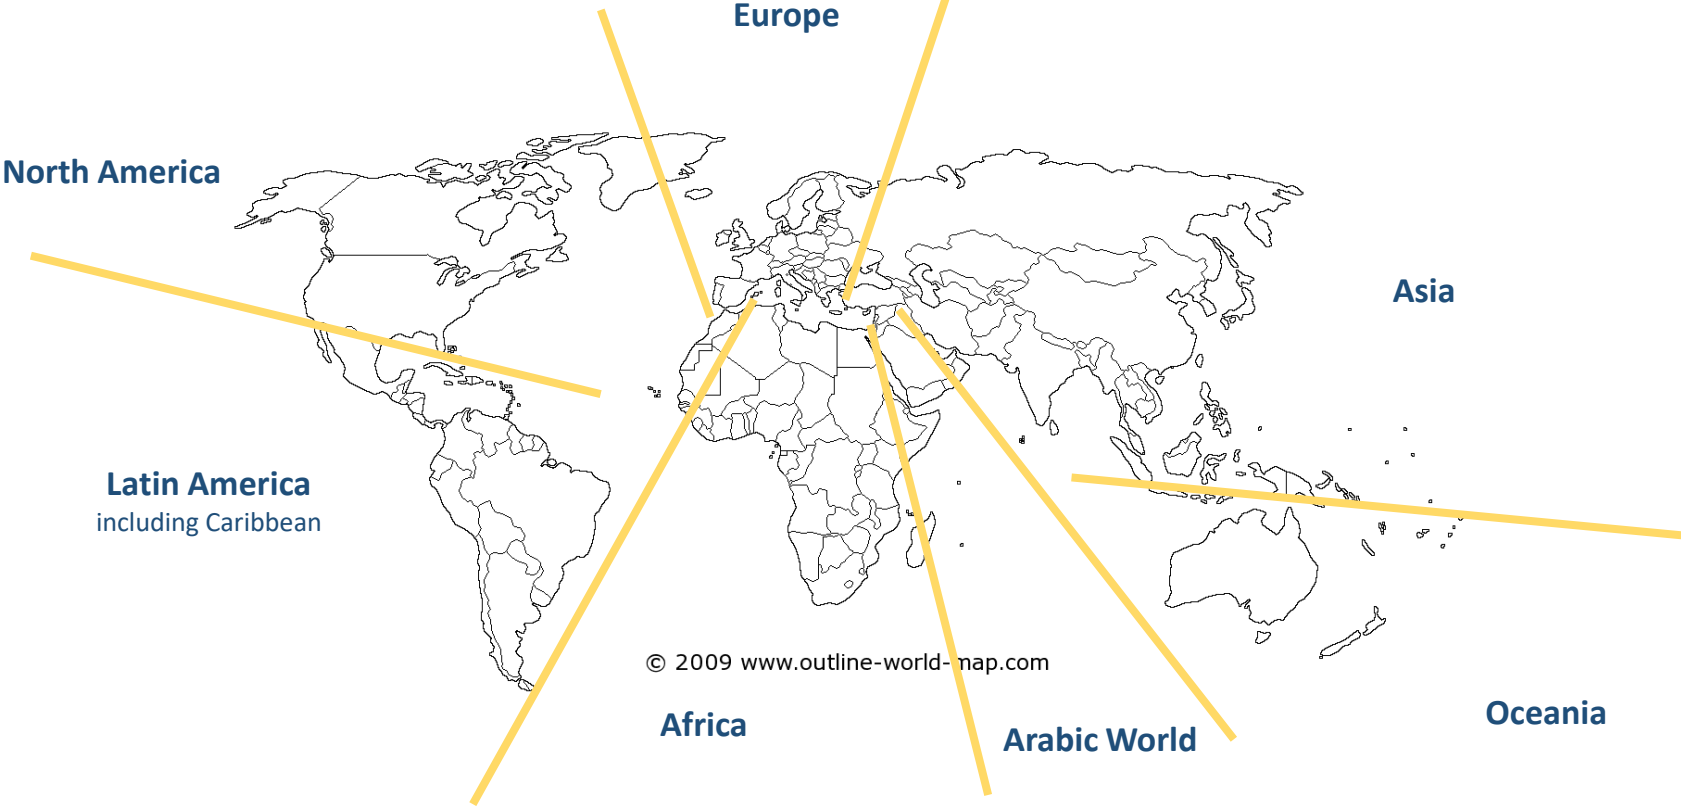 Europe
North America
Asia
Latin America
including Caribbean
© 2009 www.outline-world-map.com
Africa
Arabic World
Oceania